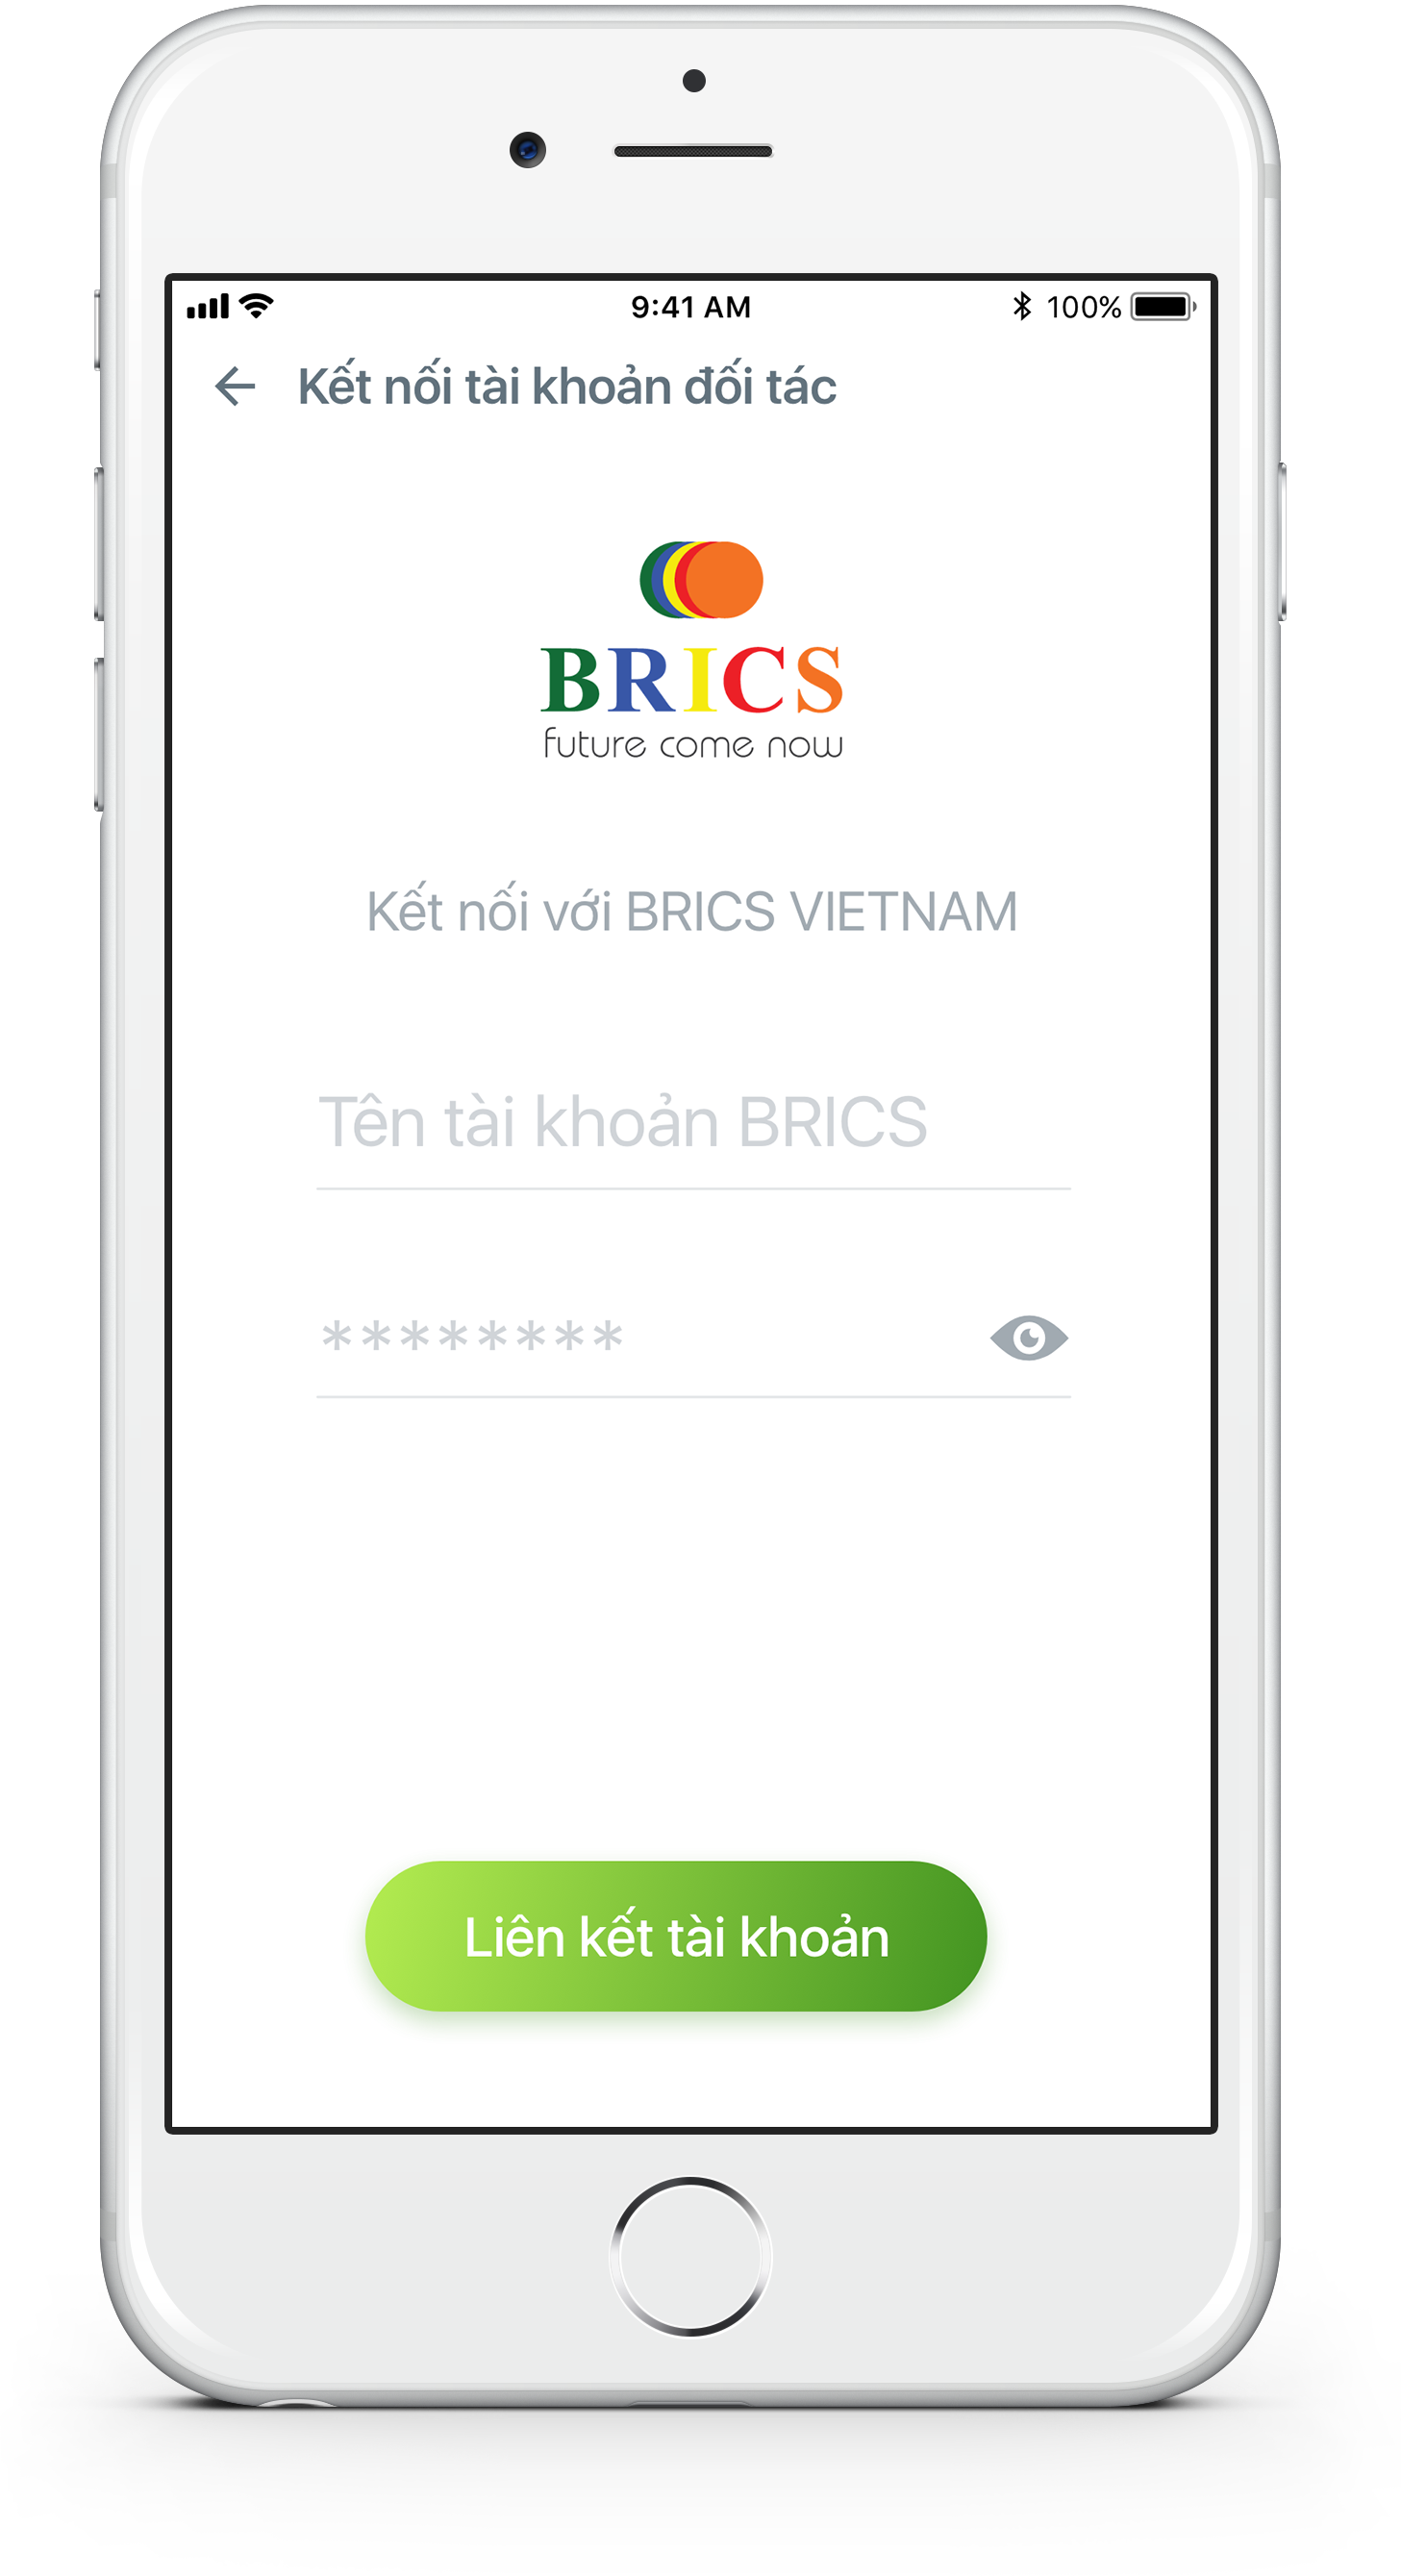 9:41 AM
100%
Kết nối tài khoản đối tác
BRICS
future come now
Kết nối với BRICS VIETNAM
Tên tài khoản BRICS
********
Liên kết tài khoản